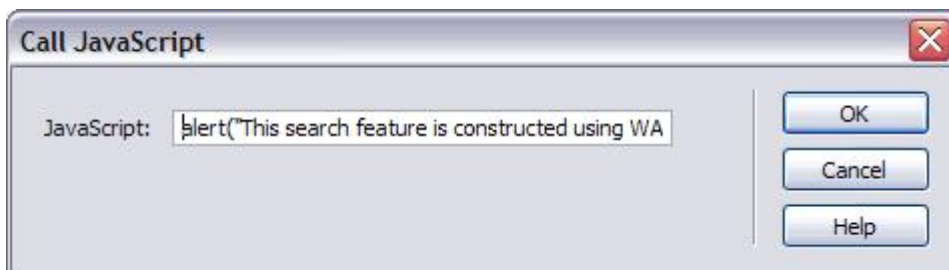 Call JavaScript
JavaScript: alert("This search feature is constructed using WA
OK
Cancel
Help